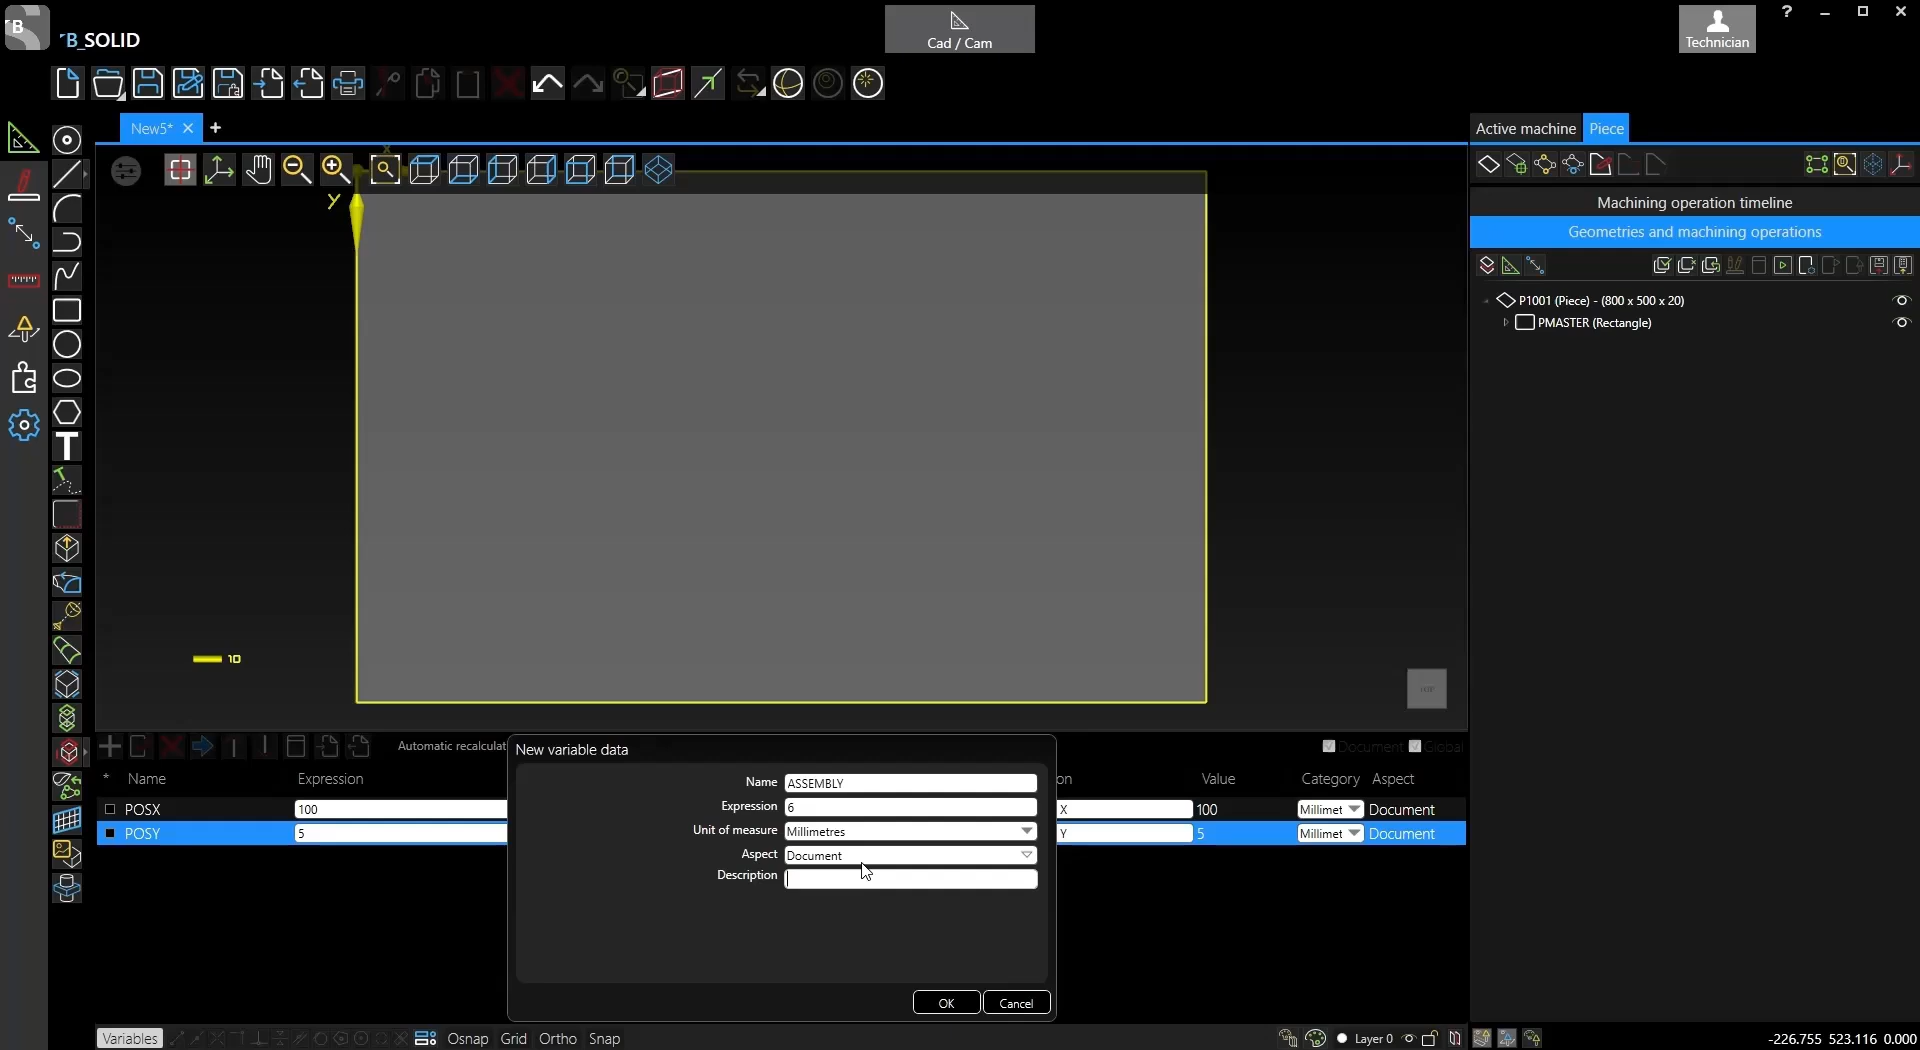 B
B_SOLID
Cad / Cam
Technician
?
New5*
Active machine
Piece
X
Y
Machining operation timeline
Geometries and machining operations
P1001 (Piece) - (800 x 500 x 20)
PMASTER (Rectangle)
10
TOP
Automatic recalculat
Document
Global
New variable data
* Name Expression on Value Category Aspect
Name ASSEMBLY
POSX 100 X 100 Millimet Document
Expression 6
POSY 5 Y 5 Millimet Document
Unit of measure Millimetres
Aspect Document
Description
OK Cancel
Variables Osnap Grid Ortho Snap Layer 0 -226.755 523.116 0.000